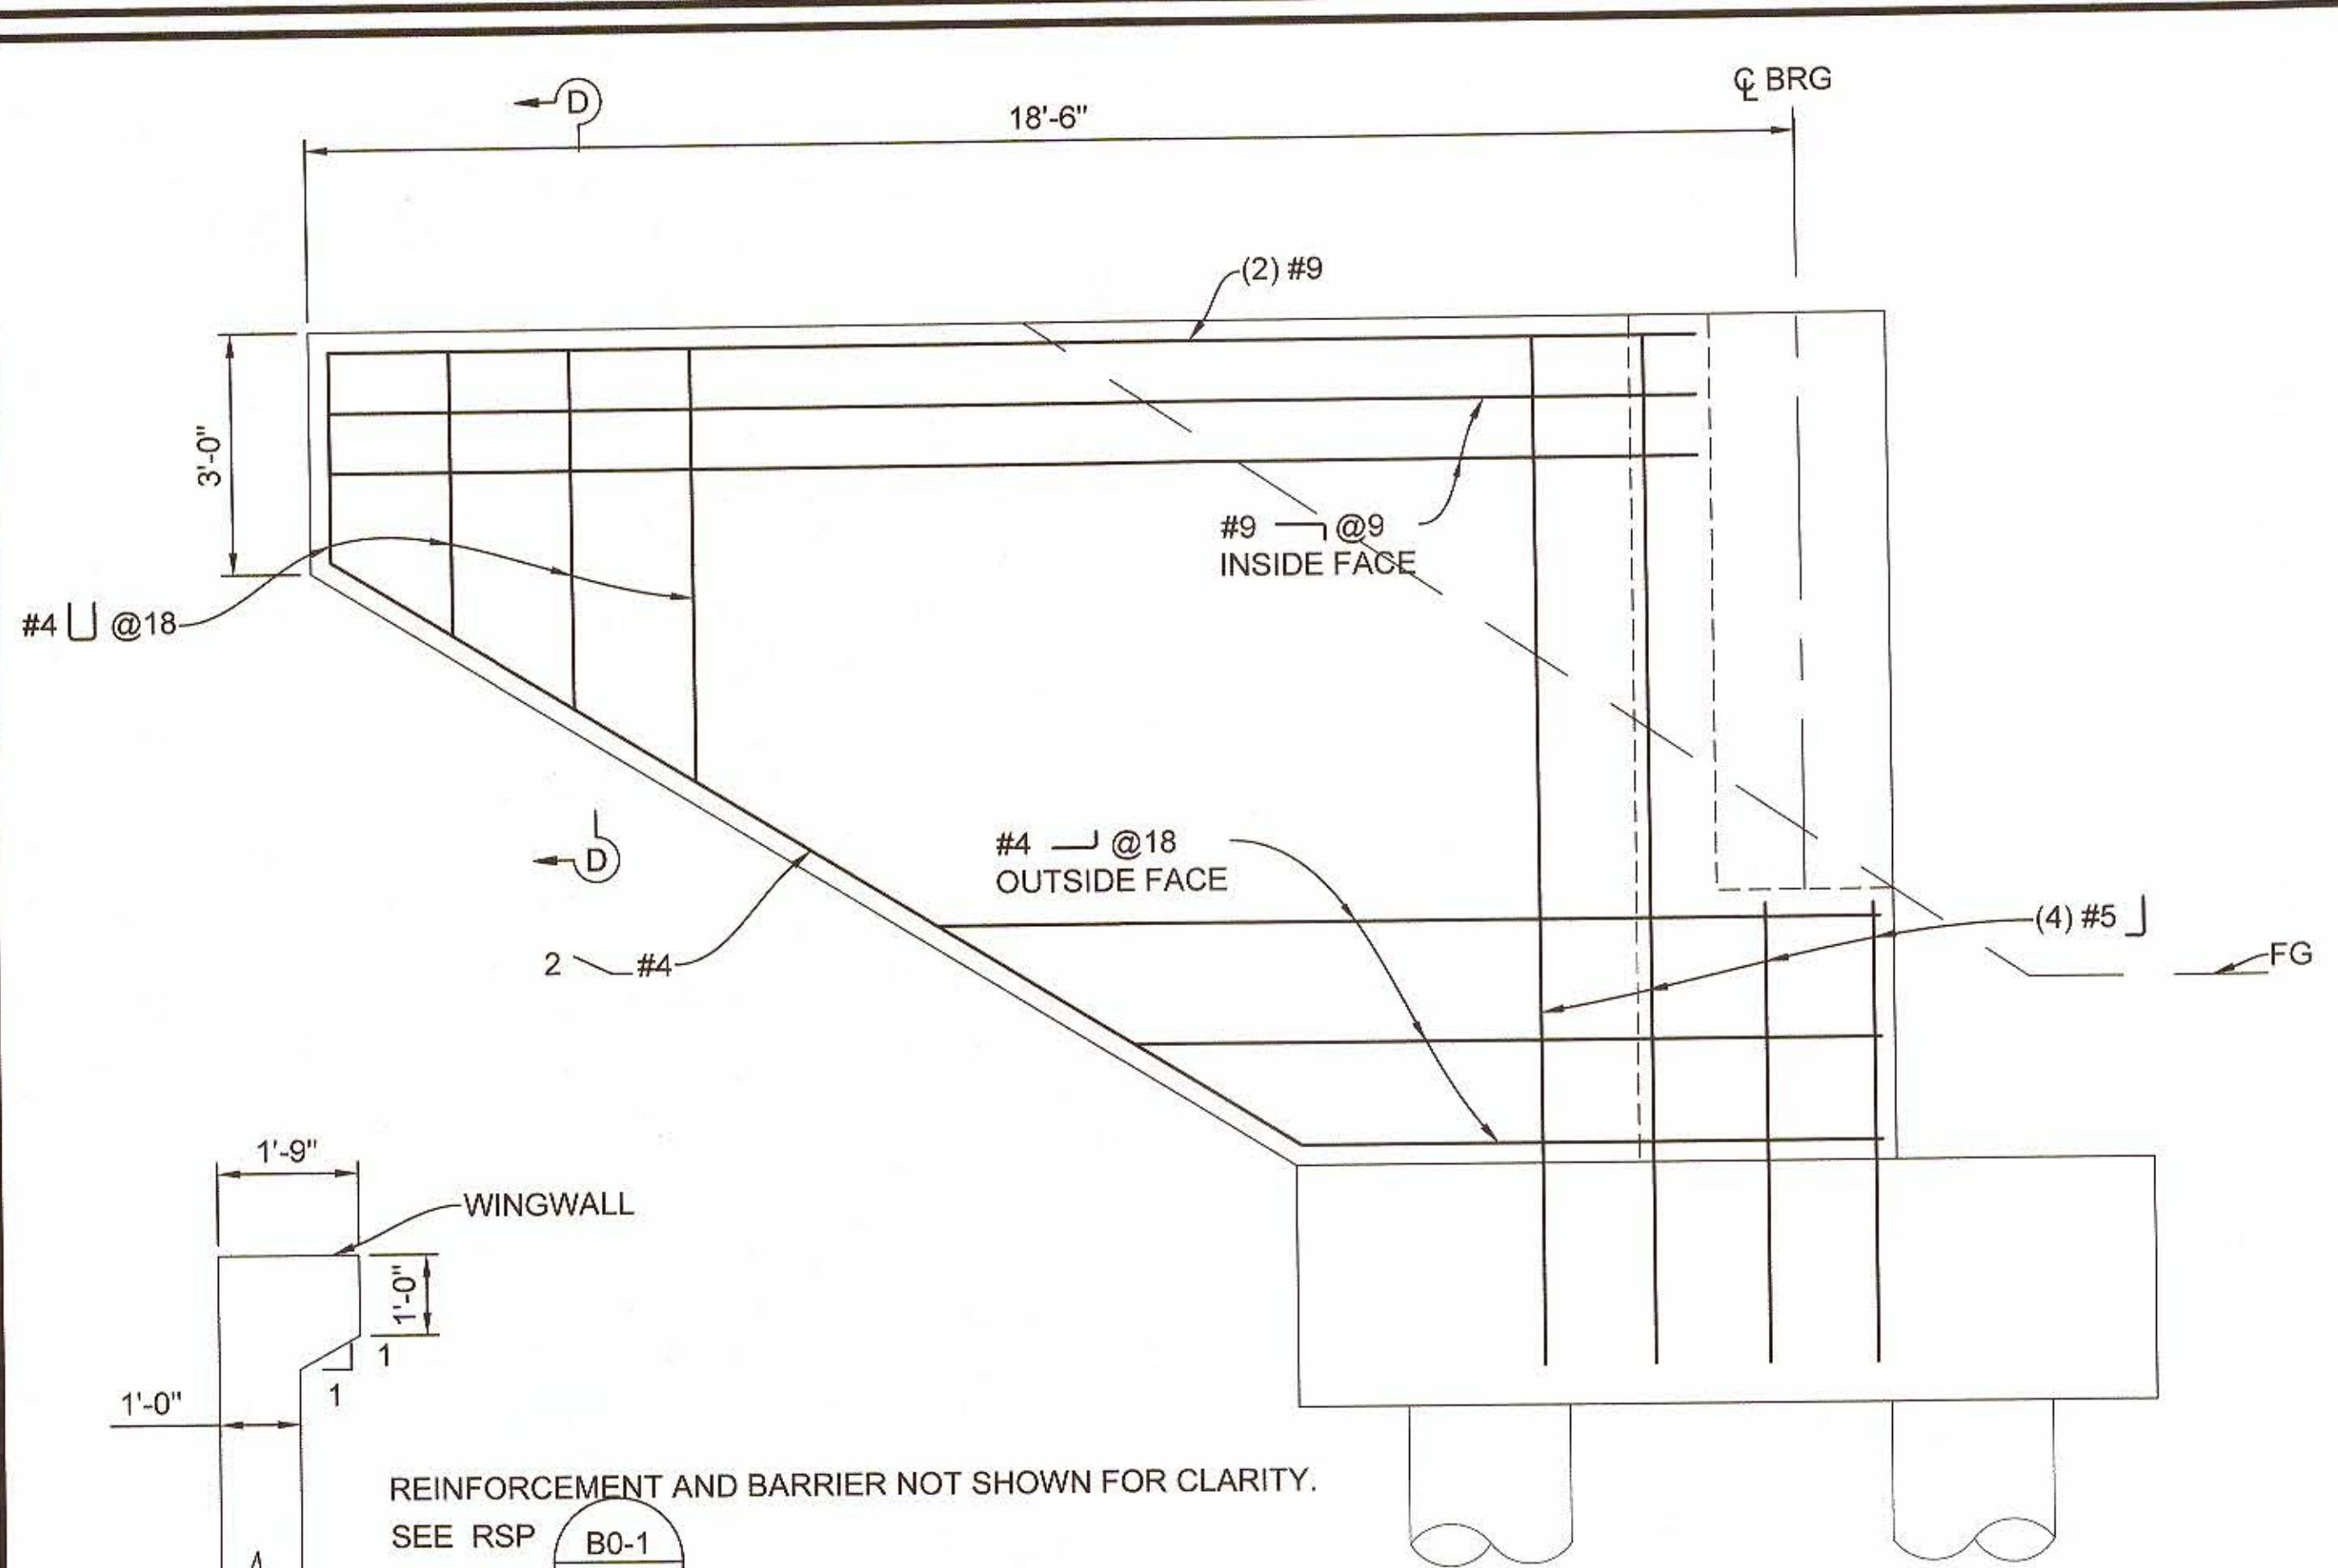 ℄ BRG
D
18'-6"
(2) #9
3'-0"
#9 @9
INSIDE FACE
#4 @18
#4 @18
OUTSIDE FACE
D
(4) #5
2 #4
FG
1'-9"
WINGWALL
1'-0"
1
1
1'-0"
REINFORCEMENT AND BARRIER NOT SHOWN FOR CLARITY.
SEE RSP B0-1